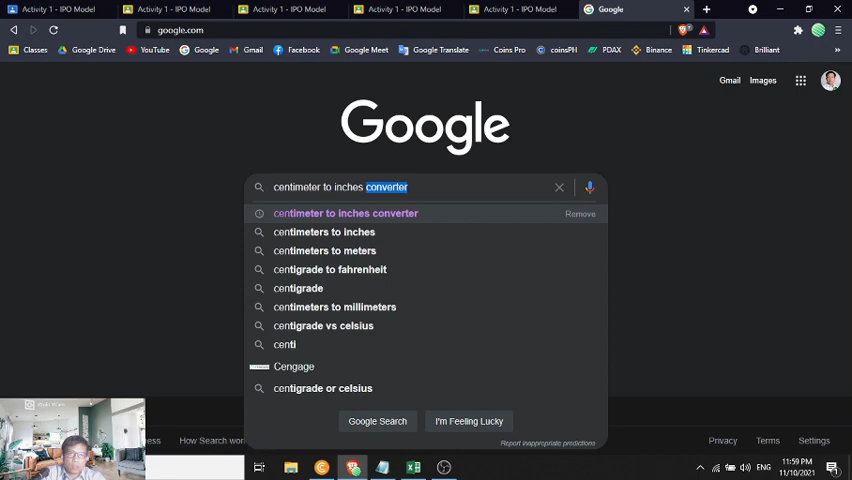 Activity 1 - IPO Model
Activity 1 - IPO Model
Activity 1 - IPO Model
Activity 1 - IPO Model
Activity 1 - IPO Model
Google
google.com
Classes
Google Drive
YouTube
Google
Gmail
Facebook
Google Meet
Google Translate
Coins Pro
coinsPH
PDAX
Binance
Tinkercad
Brilliant
Gmail
Images
Google
centimeter to inches converter
centimeter to inches converter
Remove
centimeters to inches
centimeters to meters
centigrade to fahrenheit
centigrade
centimeters to millimeters
centigrade vs celsius
centi
Cengage
centigrade or celsius
Google Search
I'm Feeling Lucky
Report inappropriate predictions
How Search wor
Privacy
Terms
Settings
ENG
11:59 PM
11/10/2021